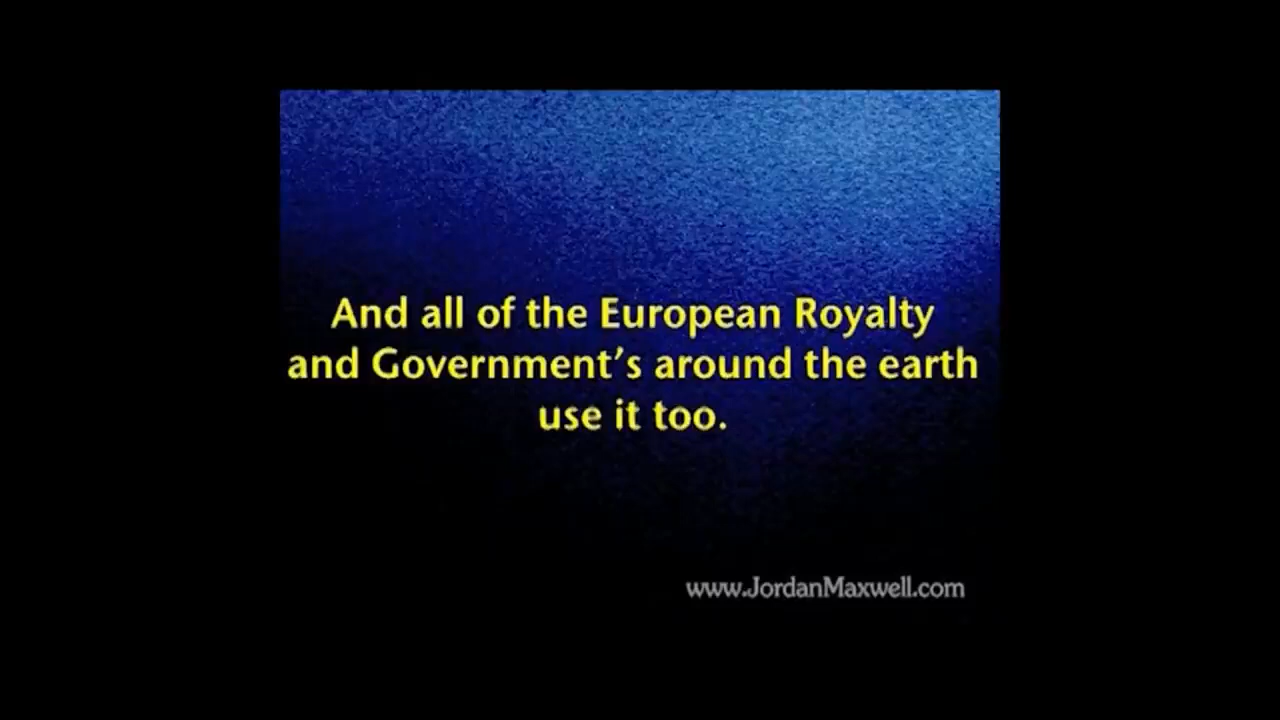 And all of the European Royalty
and Government's around the earth
use it too.
www.JordanMaxwell.com